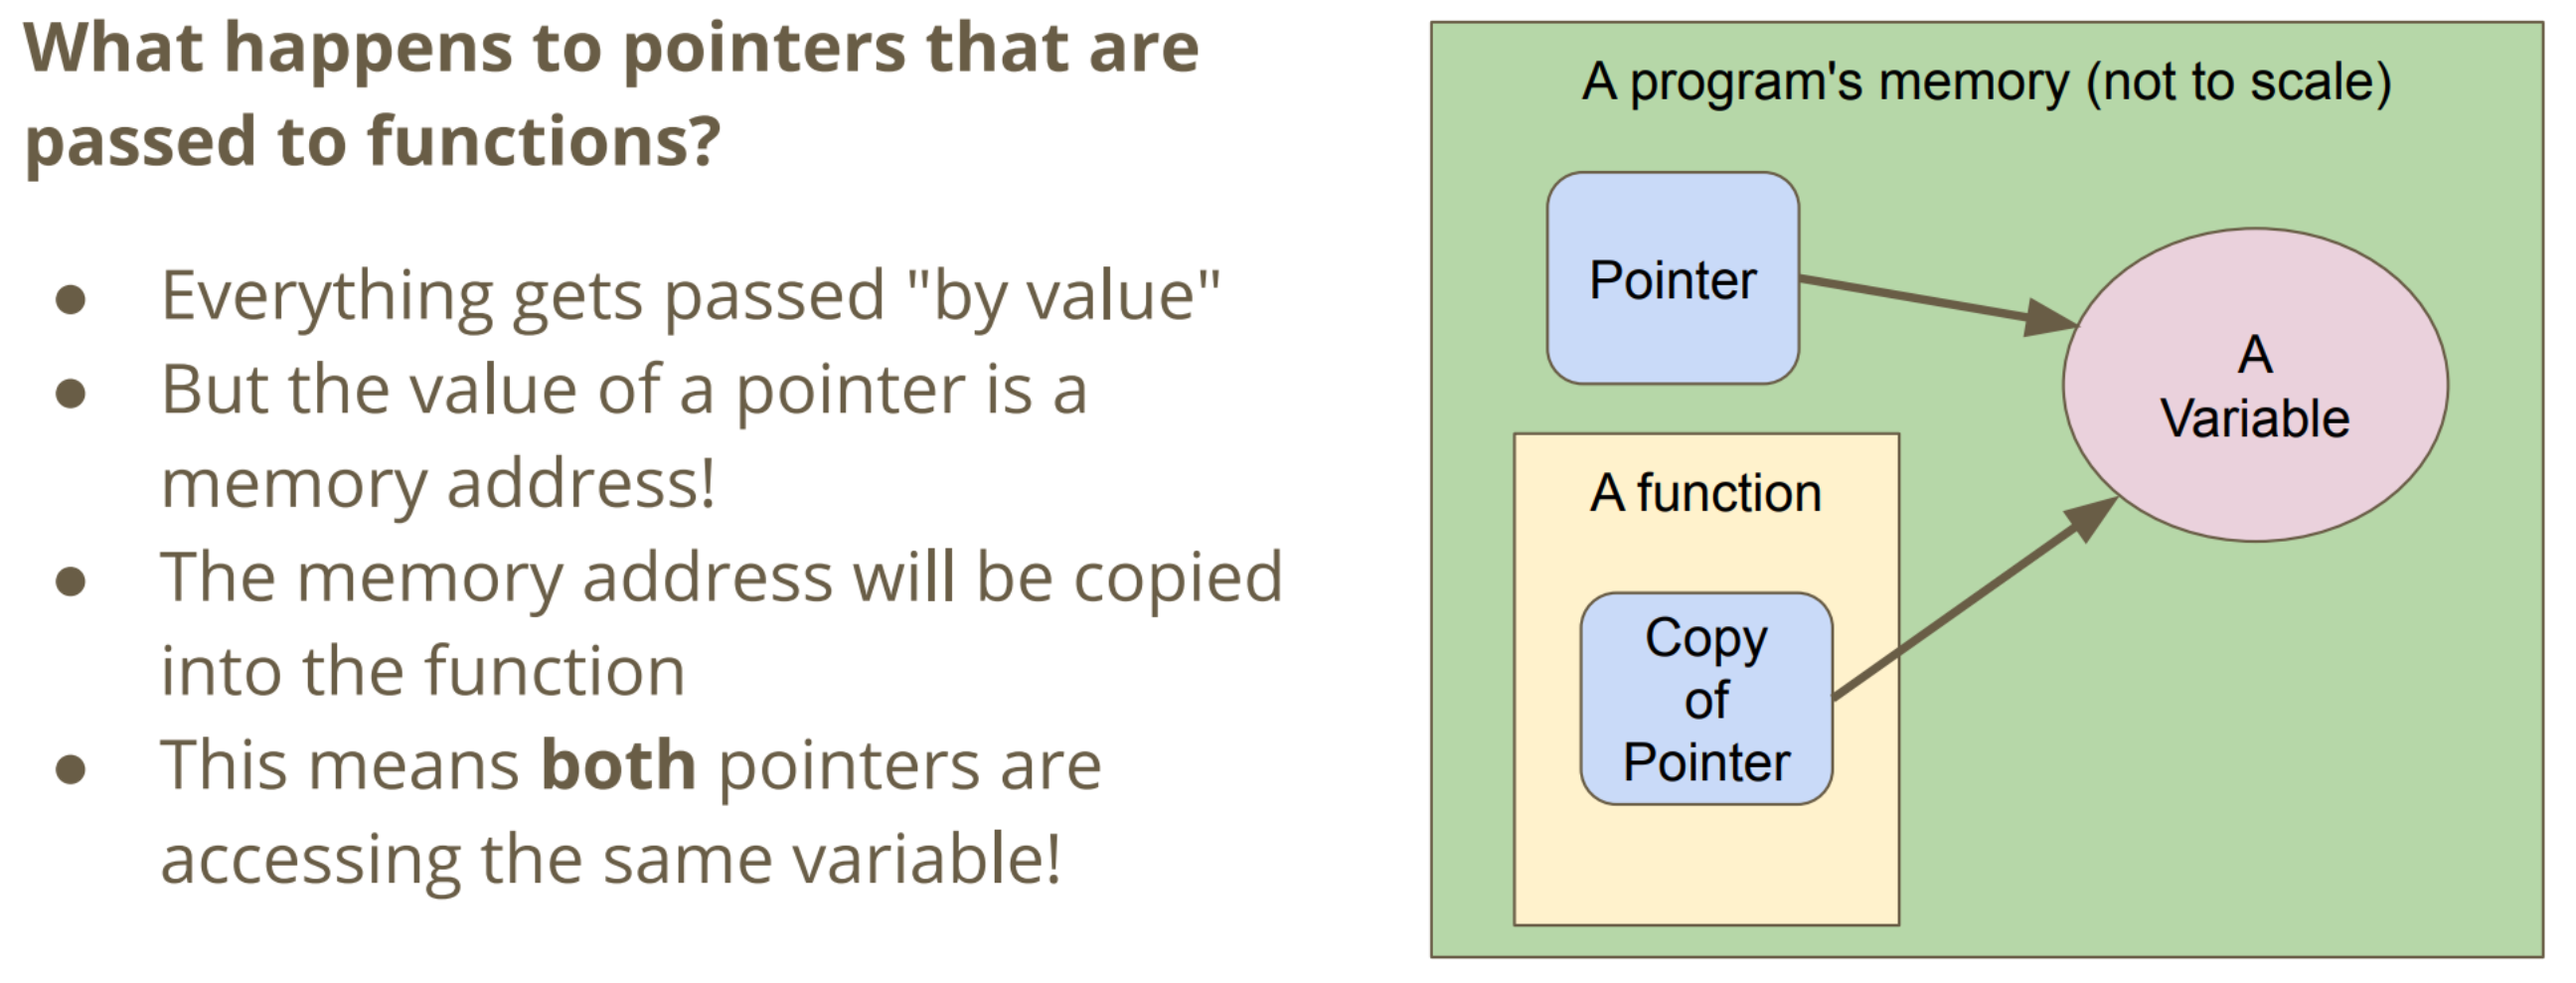 What happens to pointers that are
passed to functions?
● Everything gets passed "by value"
● But the value of a pointer is a
memory address!
● The memory address will be copied
into the function
● This means both pointers are
accessing the same variable!
A program's memory (not to scale)
Pointer
A
Variable
A function
Copy
of
Pointer